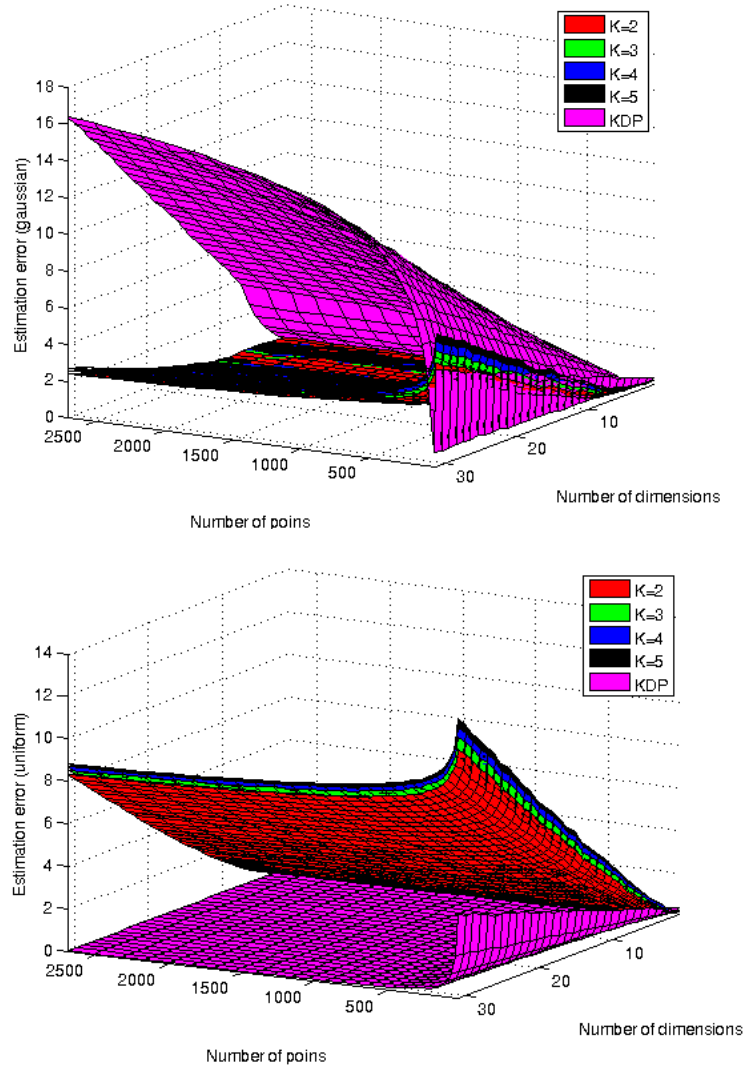 K=2
K=3
K=4
K=5
KDP
18
16
14
12
10
8
6
4
2
0
Estimation error (gaussian)
2500
2000
1500
1000
500
30
20
10
Number of dimensions
Number of poins
K=2
K=3
K=4
K=5
KDP
14
12
10
8
6
4
2
0
Estimation error (uniform)
2500
2000
1500
1000
500
30
20
10
Number of dimensions
Number of poins